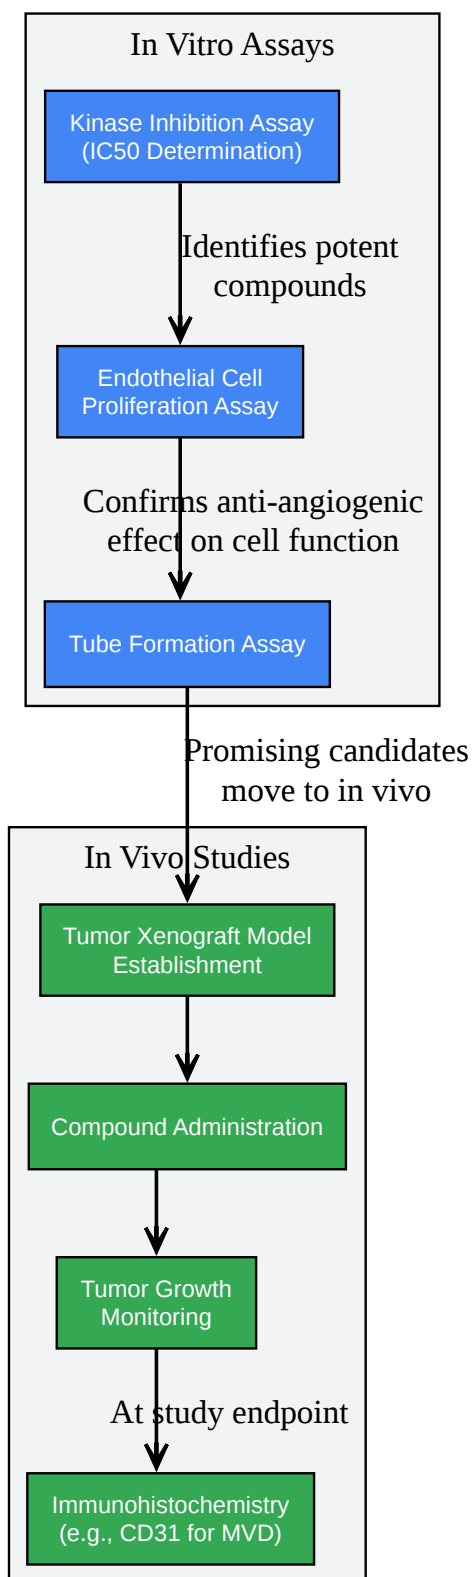 In Vitro Assays
Kinase Inhibition Assay
(IC50 Determination)
Identifies potent
compounds
Endothelial Cell
Proliferation Assay
Confirms anti-angiogenic
effect on cell function
Tube Formation Assay
Promising candidates
move to in vivo
In Vivo Studies
Tumor Xenograft Model
Establishment
Compound Administration
Tumor Growth
Monitoring
At study endpoint
Immunohistochemistry
(e.g., CD31 for MVD)